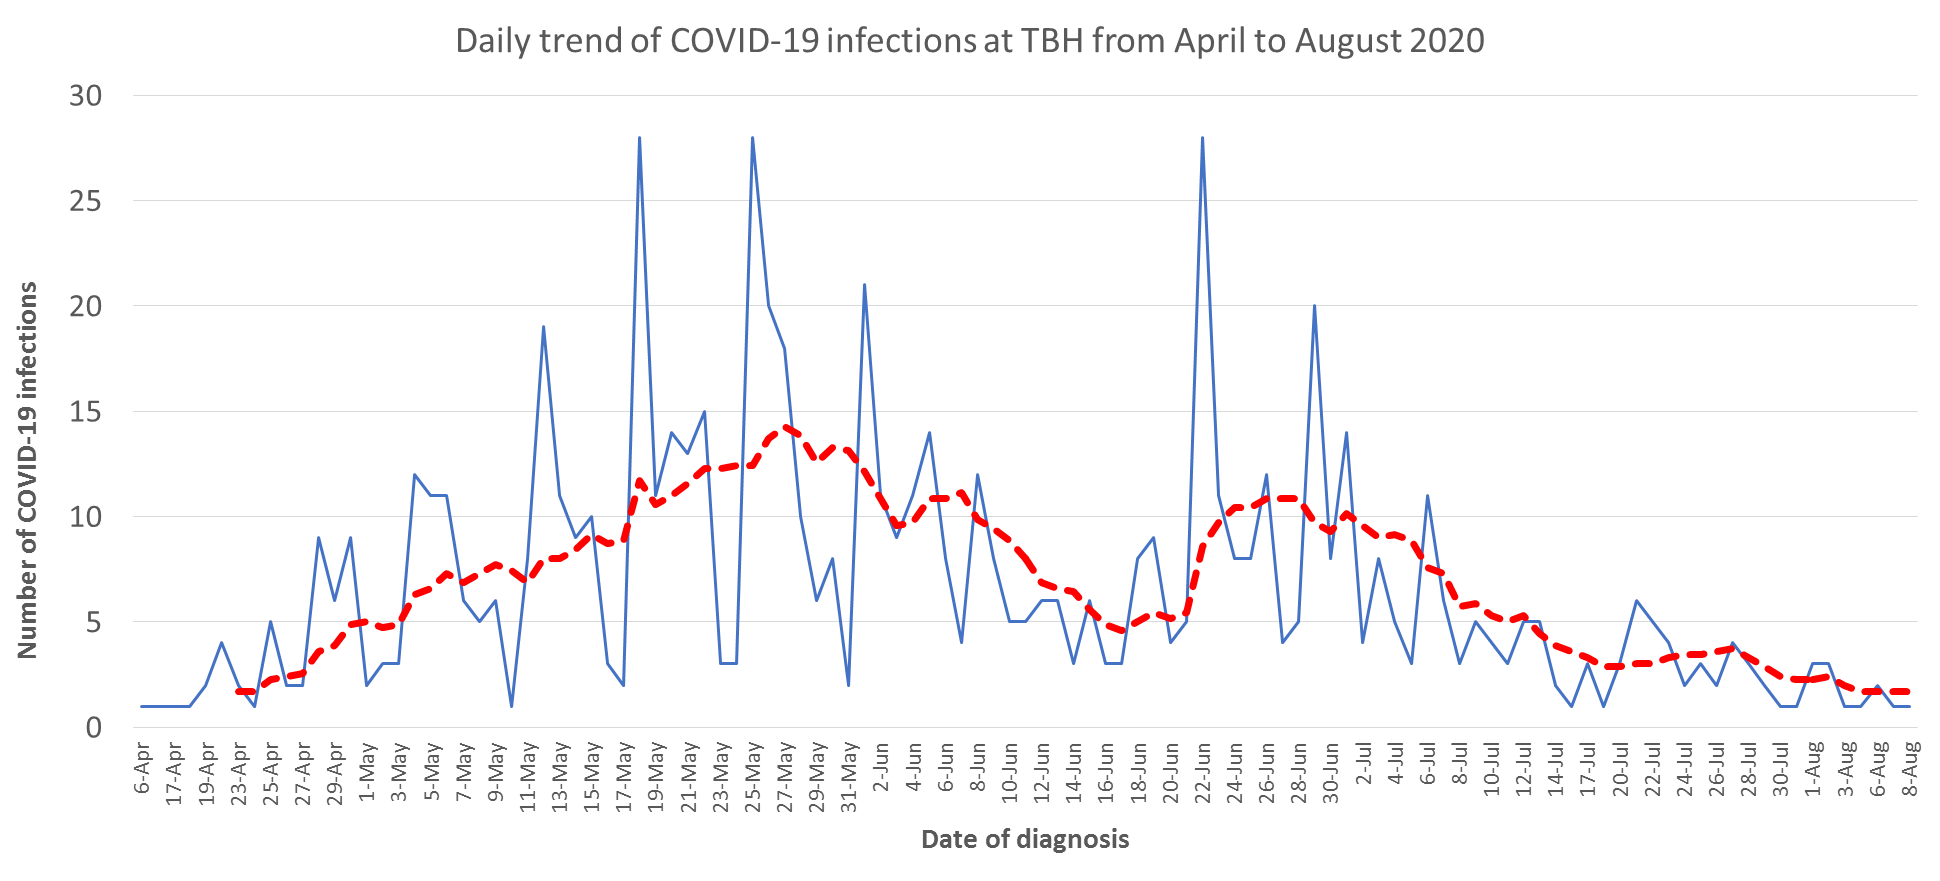 Daily trend of COVID-19 infections at TBH from April to August 2020
Number of COVID-19 infections
30
25
20
15
10
5
0
6-Apr
17-Apr
19-Apr
23-Apr
25-Apr
27-Apr
29-Apr
1-May
3-May
5-May
7-May
9-May
11-May
13-May
15-May
17-May
19-May
21-May
23-May
25-May
27-May
29-May
31-May
2-Jun
4-Jun
6-Jun
8-Jun
10-Jun
12-Jun
14-Jun
16-Jun
18-Jun
20-Jun
22-Jun
24-Jun
26-Jun
28-Jun
30-Jun
2-Jul
4-Jul
6-Jul
8-Jul
10-Jul
12-Jul
14-Jul
17-Jul
20-Jul
22-Jul
24-Jul
26-Jul
28-Jul
30-Jul
1-Aug
3-Aug
6-Aug
8-Aug
Date of diagnosis